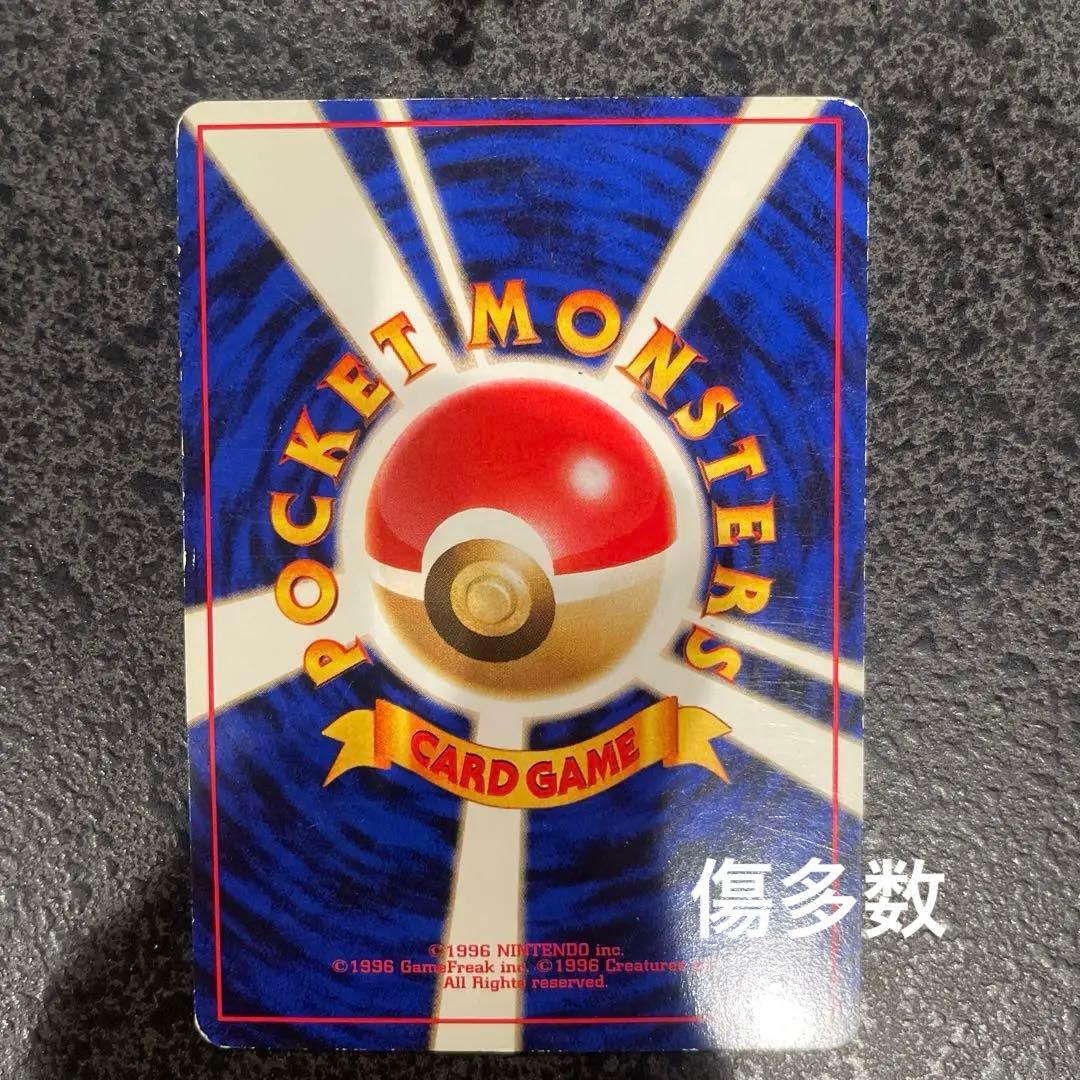 POCKET MONSTERS
CARD GAME
傷多数
©1996 NINTENDO inc.
©1996 GameFreak inc. ©1996 Creatures
All Rights reserved.